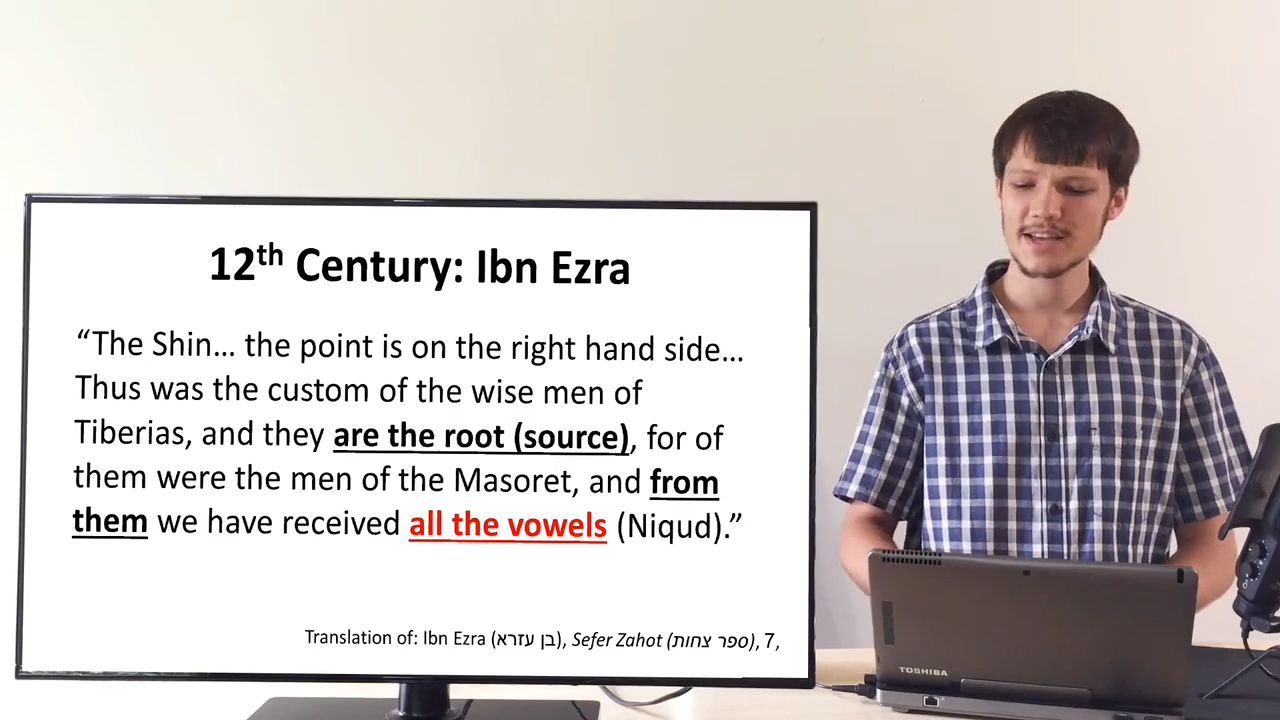 12th Century: Ibn Ezra
“The Shin... the point is on the right hand side...
Thus was the custom of the wise men of
Tiberias, and they are the root (source), for of
them were the men of the Masoret, and from
them we have received all the vowels (Niqud).”
Translation of: Ibn Ezra (בן עזרא), Sefer Zahot (ספר צחות), 7,
TOSHIBA